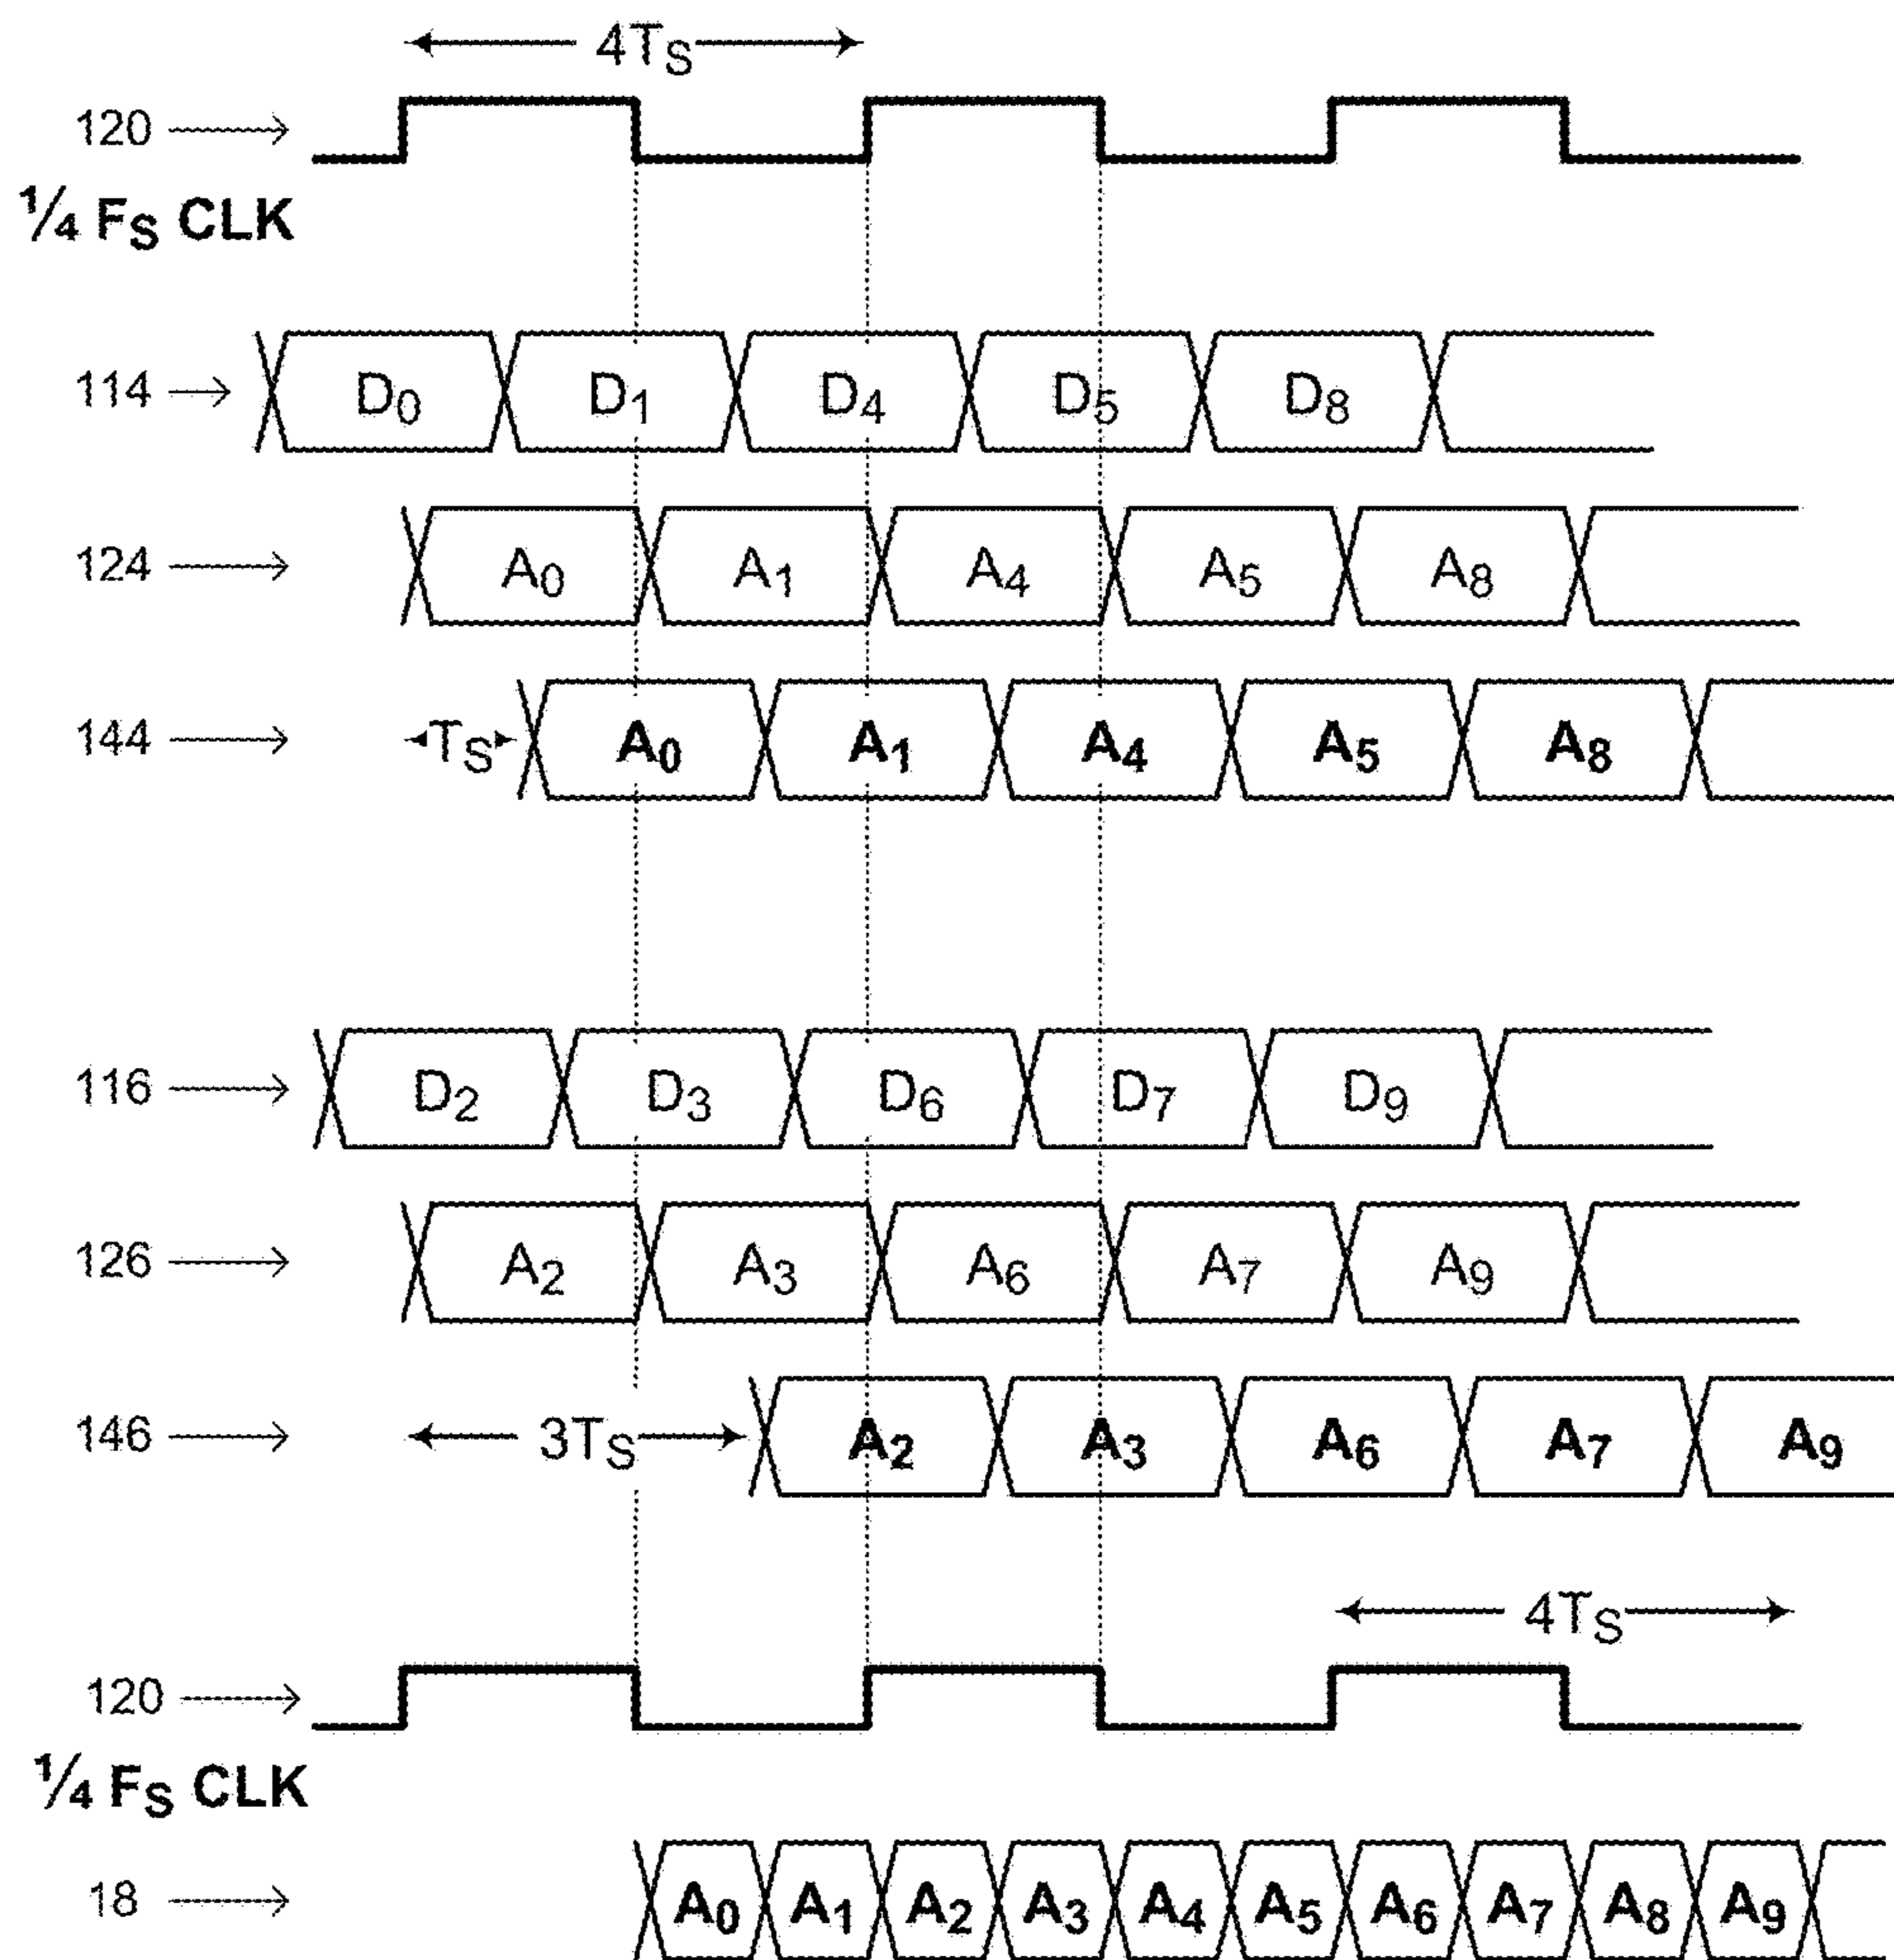 4TS
120
¼ FS CLK
114 D0 D1 D4 D5 D8
124 A0 A1 A4 A5 A8
144 TS A0 A1 A4 A5 A8
116 D2 D3 D6 D7 D9
126 A2 A3 A6 A7 A9
146 3TS A2 A3 A6 A7 A9
4TS
120
¼ FS CLK
18 A0 A1 A2 A3 A4 A5 A6 A7 A8 A9